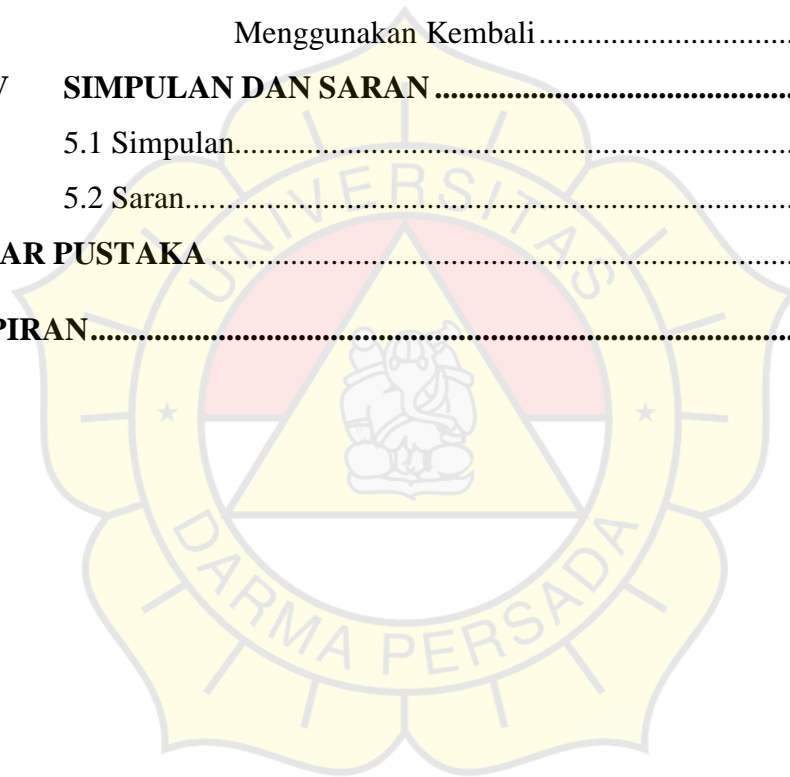 Menggunakan Kembali..............................
V SIMPULAN DAN SARAN.............................................
5.1 Simpulan......................................................................
5.2 Saran............................................................................
AR PUSTAKA.........................................................................
PIRAN........................................................................................
UNIVERSITAS
DARMA PERSADA